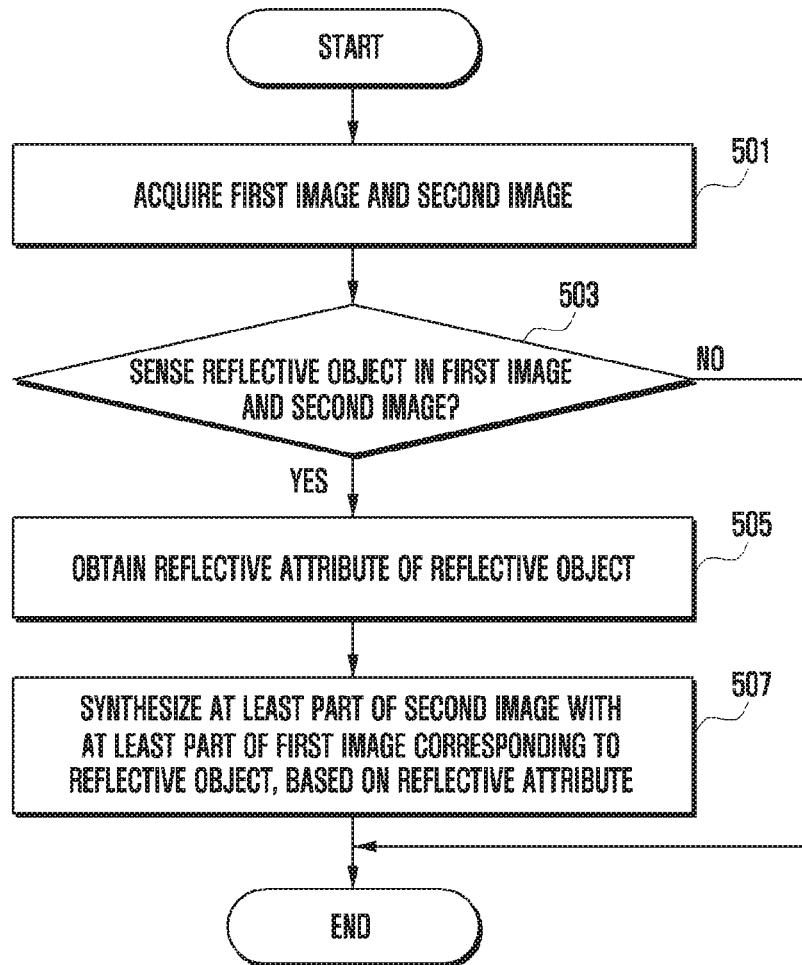 START
501
ACQUIRE FIRST IMAGE AND SECOND IMAGE
503
SENSE REFLECTIVE OBJECT IN FIRST IMAGE
AND SECOND IMAGE?
NO
YES
505
OBTAIN REFLECTIVE ATTRIBUTE OF REFLECTIVE OBJECT
507
SYNTHESIZE AT LEAST PART OF SECOND IMAGE WITH
AT LEAST PART OF FIRST IMAGE CORRESPONDING TO
REFLECTIVE OBJECT, BASED ON REFLECTIVE ATTRIBUTE
END